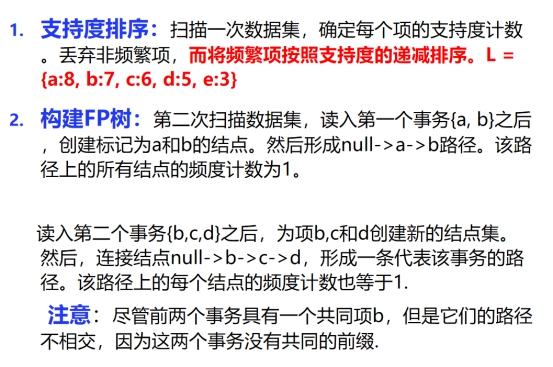 1. 支持度排序：扫描一次数据集，确定每个项的支持度计数
。丢弃非频繁项，而将频繁项按照支持度的递减排序。L =
{a:8, b:7, c:6, d:5, e:3}
2. 构建FP树：第二次扫描数据集，读入第一个事务{a, b}之后
，创建标记为a和b的结点。然后形成null->a->b路径。该路
径上的所有结点的频度计数为1。
读入第二个事务{b,c,d}之后，为项b,c和d创建新的结点集。
然后，连接结点null->b->c->d，形成一条代表该事务的路
径。该路径上的每个结点的频度计数也等于1.
注意：尽管前两个事务具有一个共同项b，但是它们的路径
不相交，因为这两个事务没有共同的前缀.